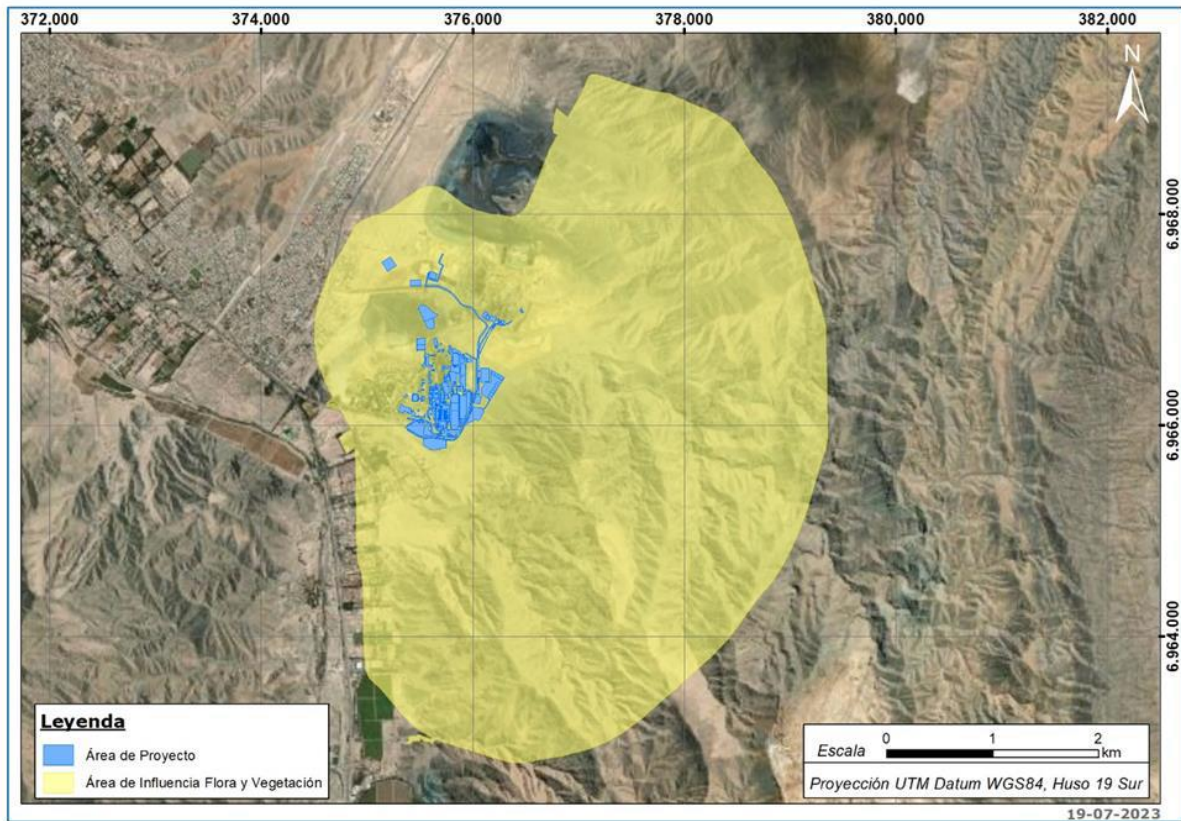 372.000 374.000 376.000 378.000 380.000 382.000
N
6.968.000
6.966.000
6.964.000
Leyenda
Área de Proyecto
Área de Influencia Flora y Vegetación
Escala 0 1 2 km
Proyección UTM Datum WGS84, Huso 19 Sur
19-07-2023